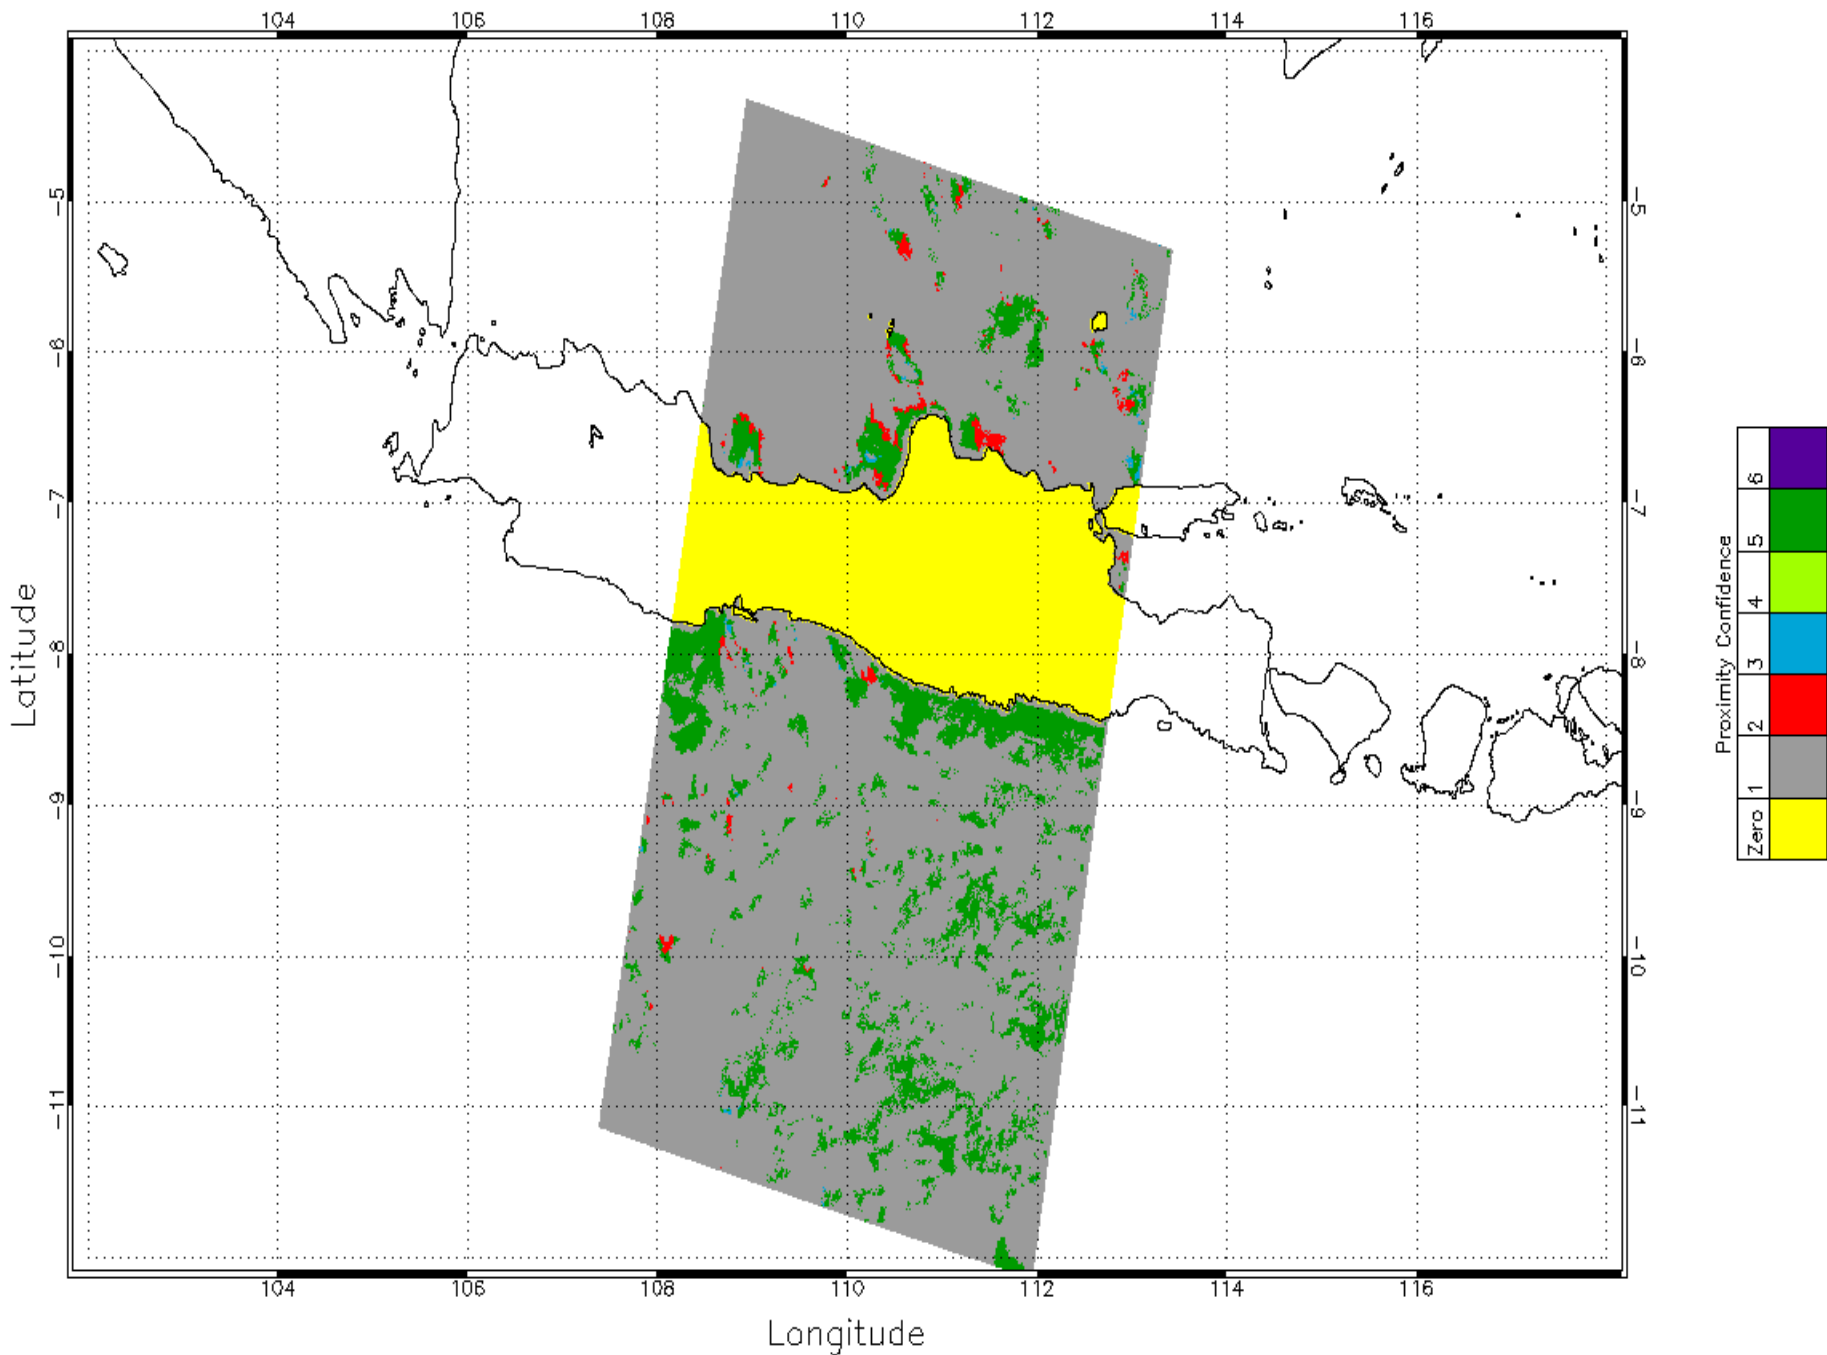 104 106 108 110 112 114 116
-5 -5
-6 -6
-7 -7
-8 -8
-9 -9
-10 -10
-11 -11
Latitude
104 106 108 110 112 114 116
Longitude
Proximity Confidence
Zero 1 2 3 4 5 6